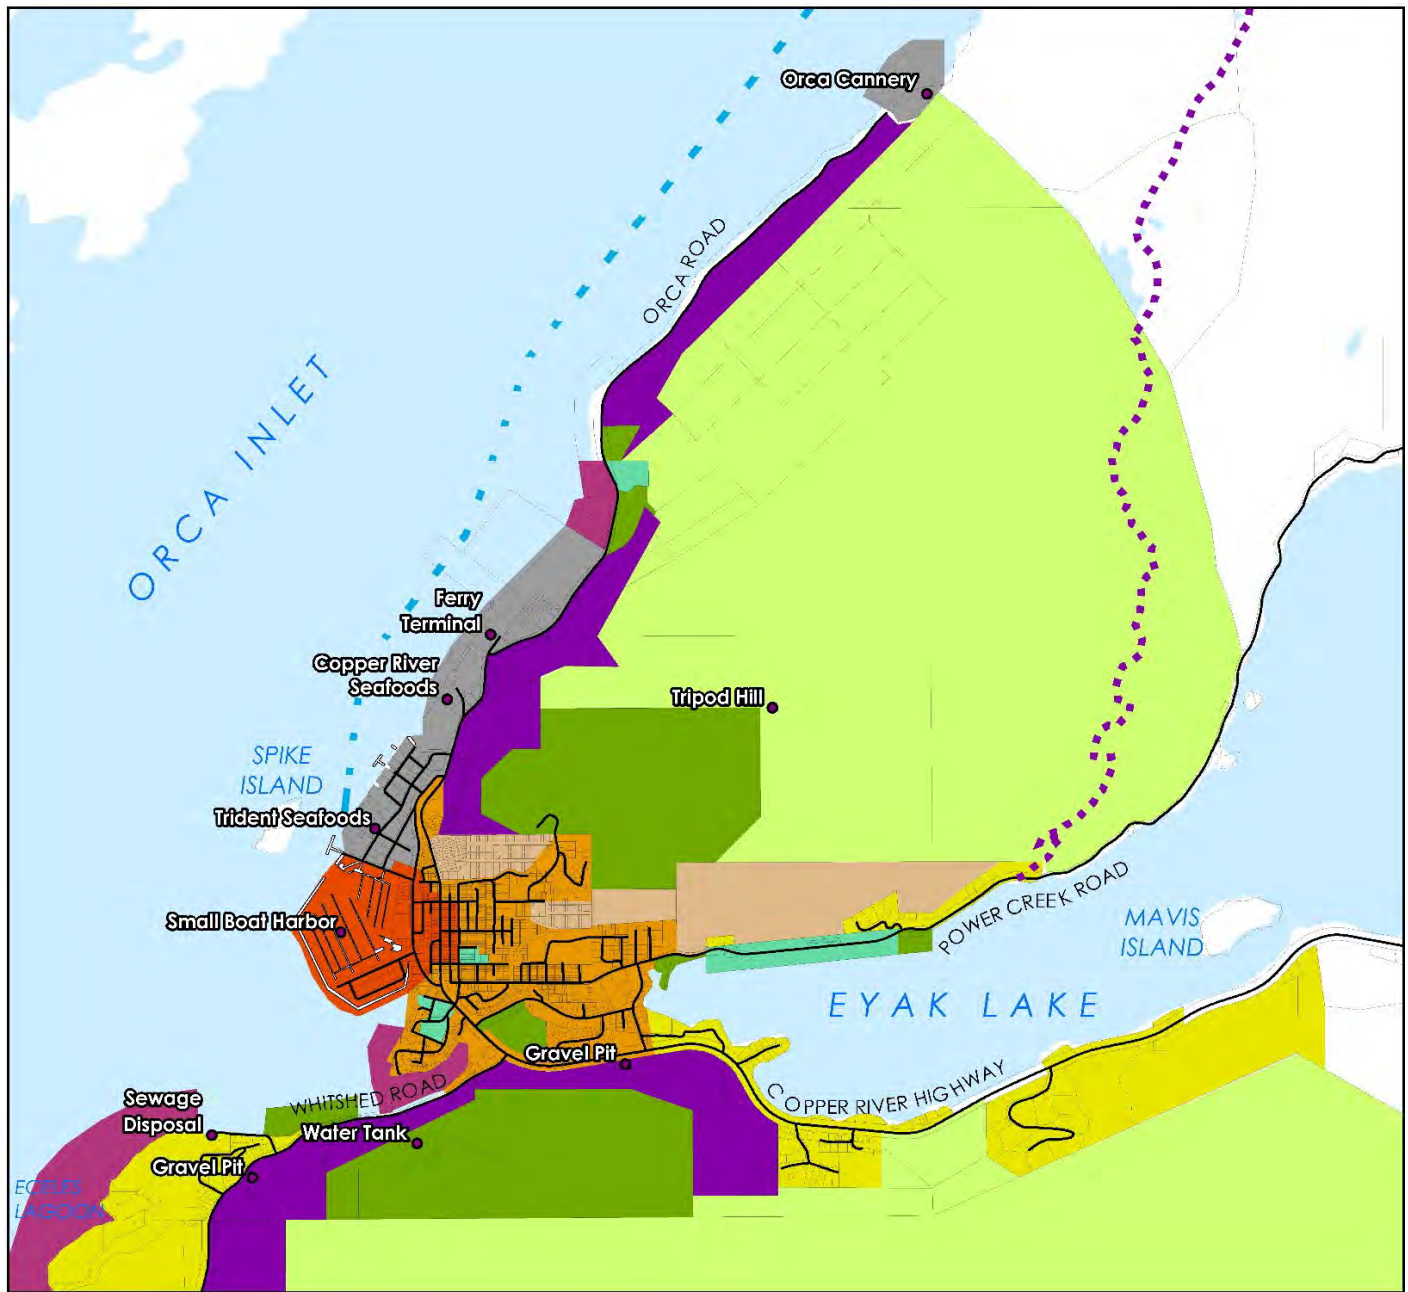 Orca Cannery
ORCA ROAD
ORCA INLET
Ferry
Terminal
Copper River
Seafoods
Tripod Hill
SPIKE
ISLAND
Trident Seafoods
Small Boat Harbor
POWER CREEK ROAD
MAVIS
ISLAND
EYAK LAKE
Gravel Pit
COPPER RIVER HIGHWAY
WHITSHED ROAD
Sewage
Disposal
Water Tank
Gravel Pit
ECELES
LAGOON